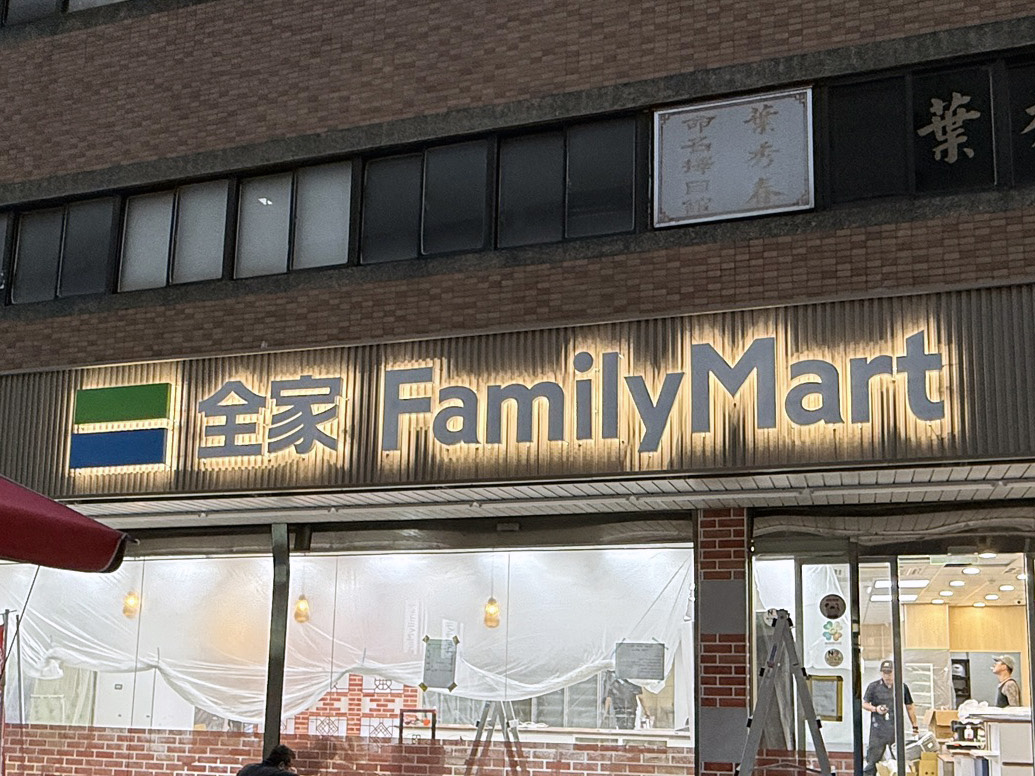 葉秀春
命名擇日館
葉
全家 FamilyMart